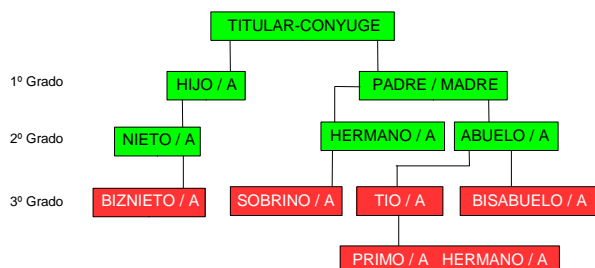 TITULAR-CONYUGE
1º Grado HIJO / A PADRE / MADRE
2º Grado NIETO / A HERMANO / A ABUELO / A
3º Grado BIZNIETO / A SOBRINO / A TIO / A BISABUELO / A
PRIMO / A HERMANO / A